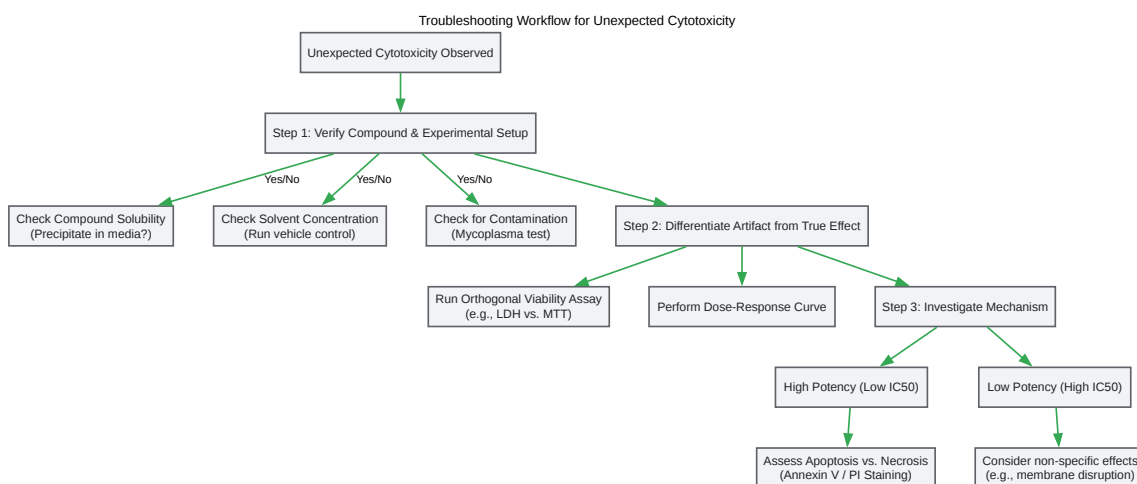 Troubleshooting Workflow for Unexpected Cytotoxicity
Unexpected Cytotoxicity Observed
Step 1: Verify Compound & Experimental Setup
Yes/No
Yes/No
Yes/No
Check Compound Solubility
(Precipitate in media?)
Check Solvent Concentration
(Run vehicle control)
Check for Contamination
(Mycoplasma test)
Step 2: Differentiate Artifact from True Effect
Run Orthogonal Viability Assay
(e.g., LDH vs. MTT)
Perform Dose-Response Curve
Step 3: Investigate Mechanism
High Potency (Low IC50)
Low Potency (High IC50)
Assess Apoptosis vs. Necrosis
(Annexin V / PI Staining)
Consider non-specific effects
(e.g., membrane disruption)